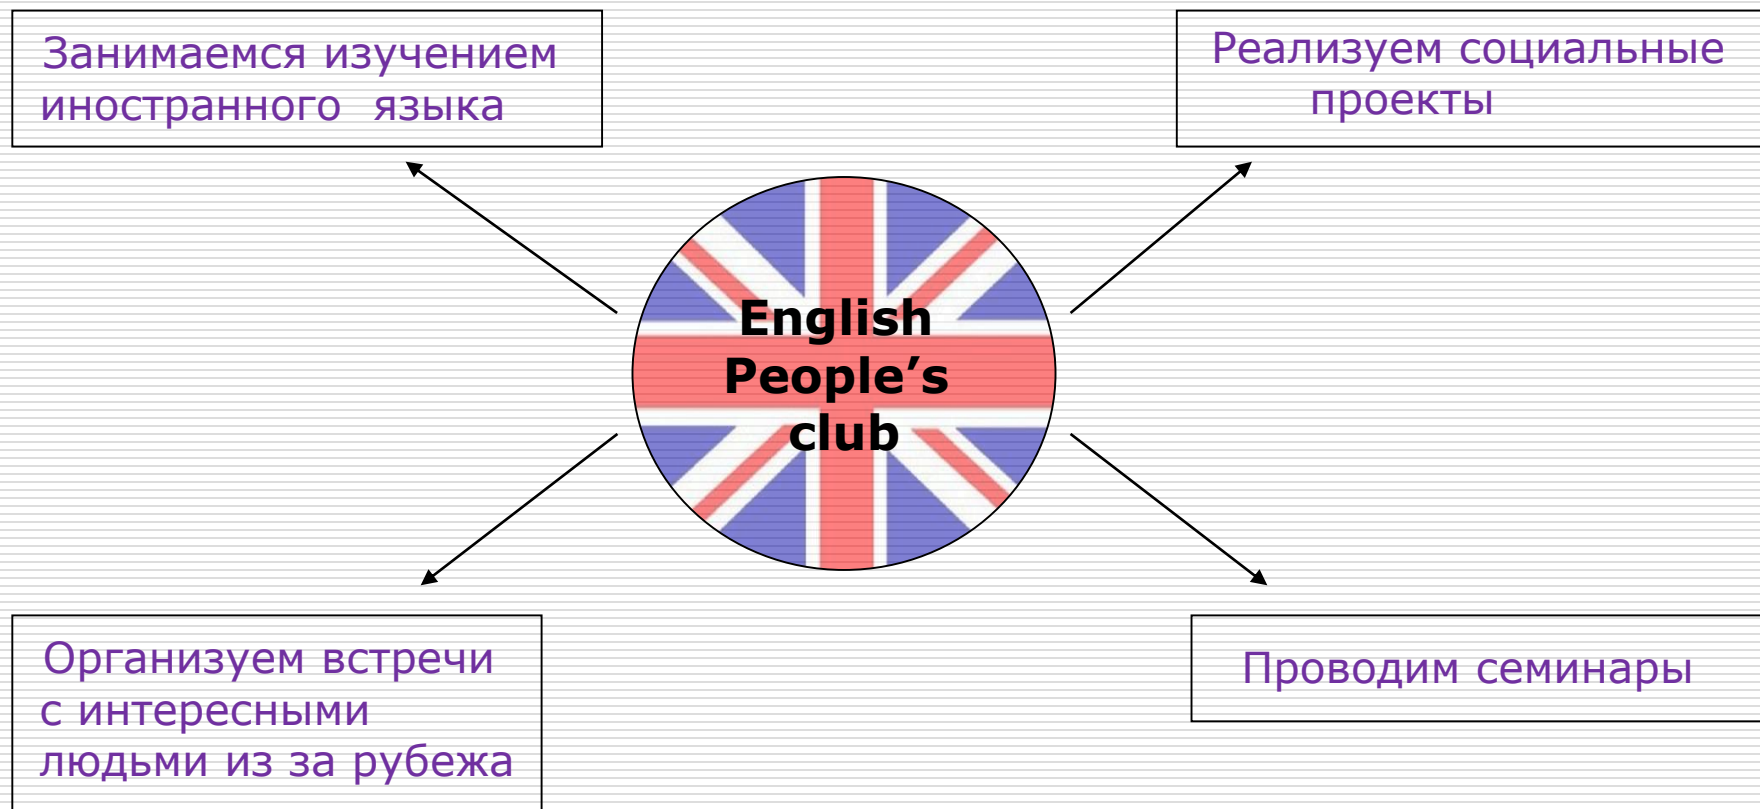 Занимаемся изучением
иностранного языка
Реализуем социальные
проекты
English
People’s
club
Организуем встречи
с интересными
людьми из за рубежа
Проводим семинары